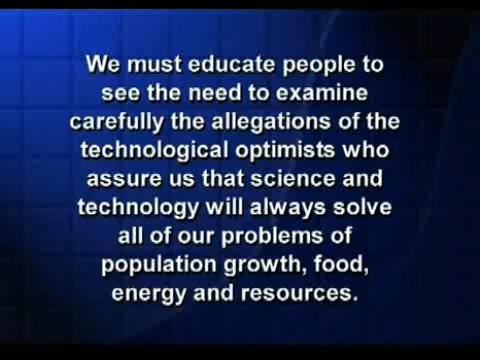 We must educate people to
see the need to examine
carefully the allegations of the
technological optimists who
assure us that science and
technology will always solve
all of our problems of
population growth, food,
energy and resources.